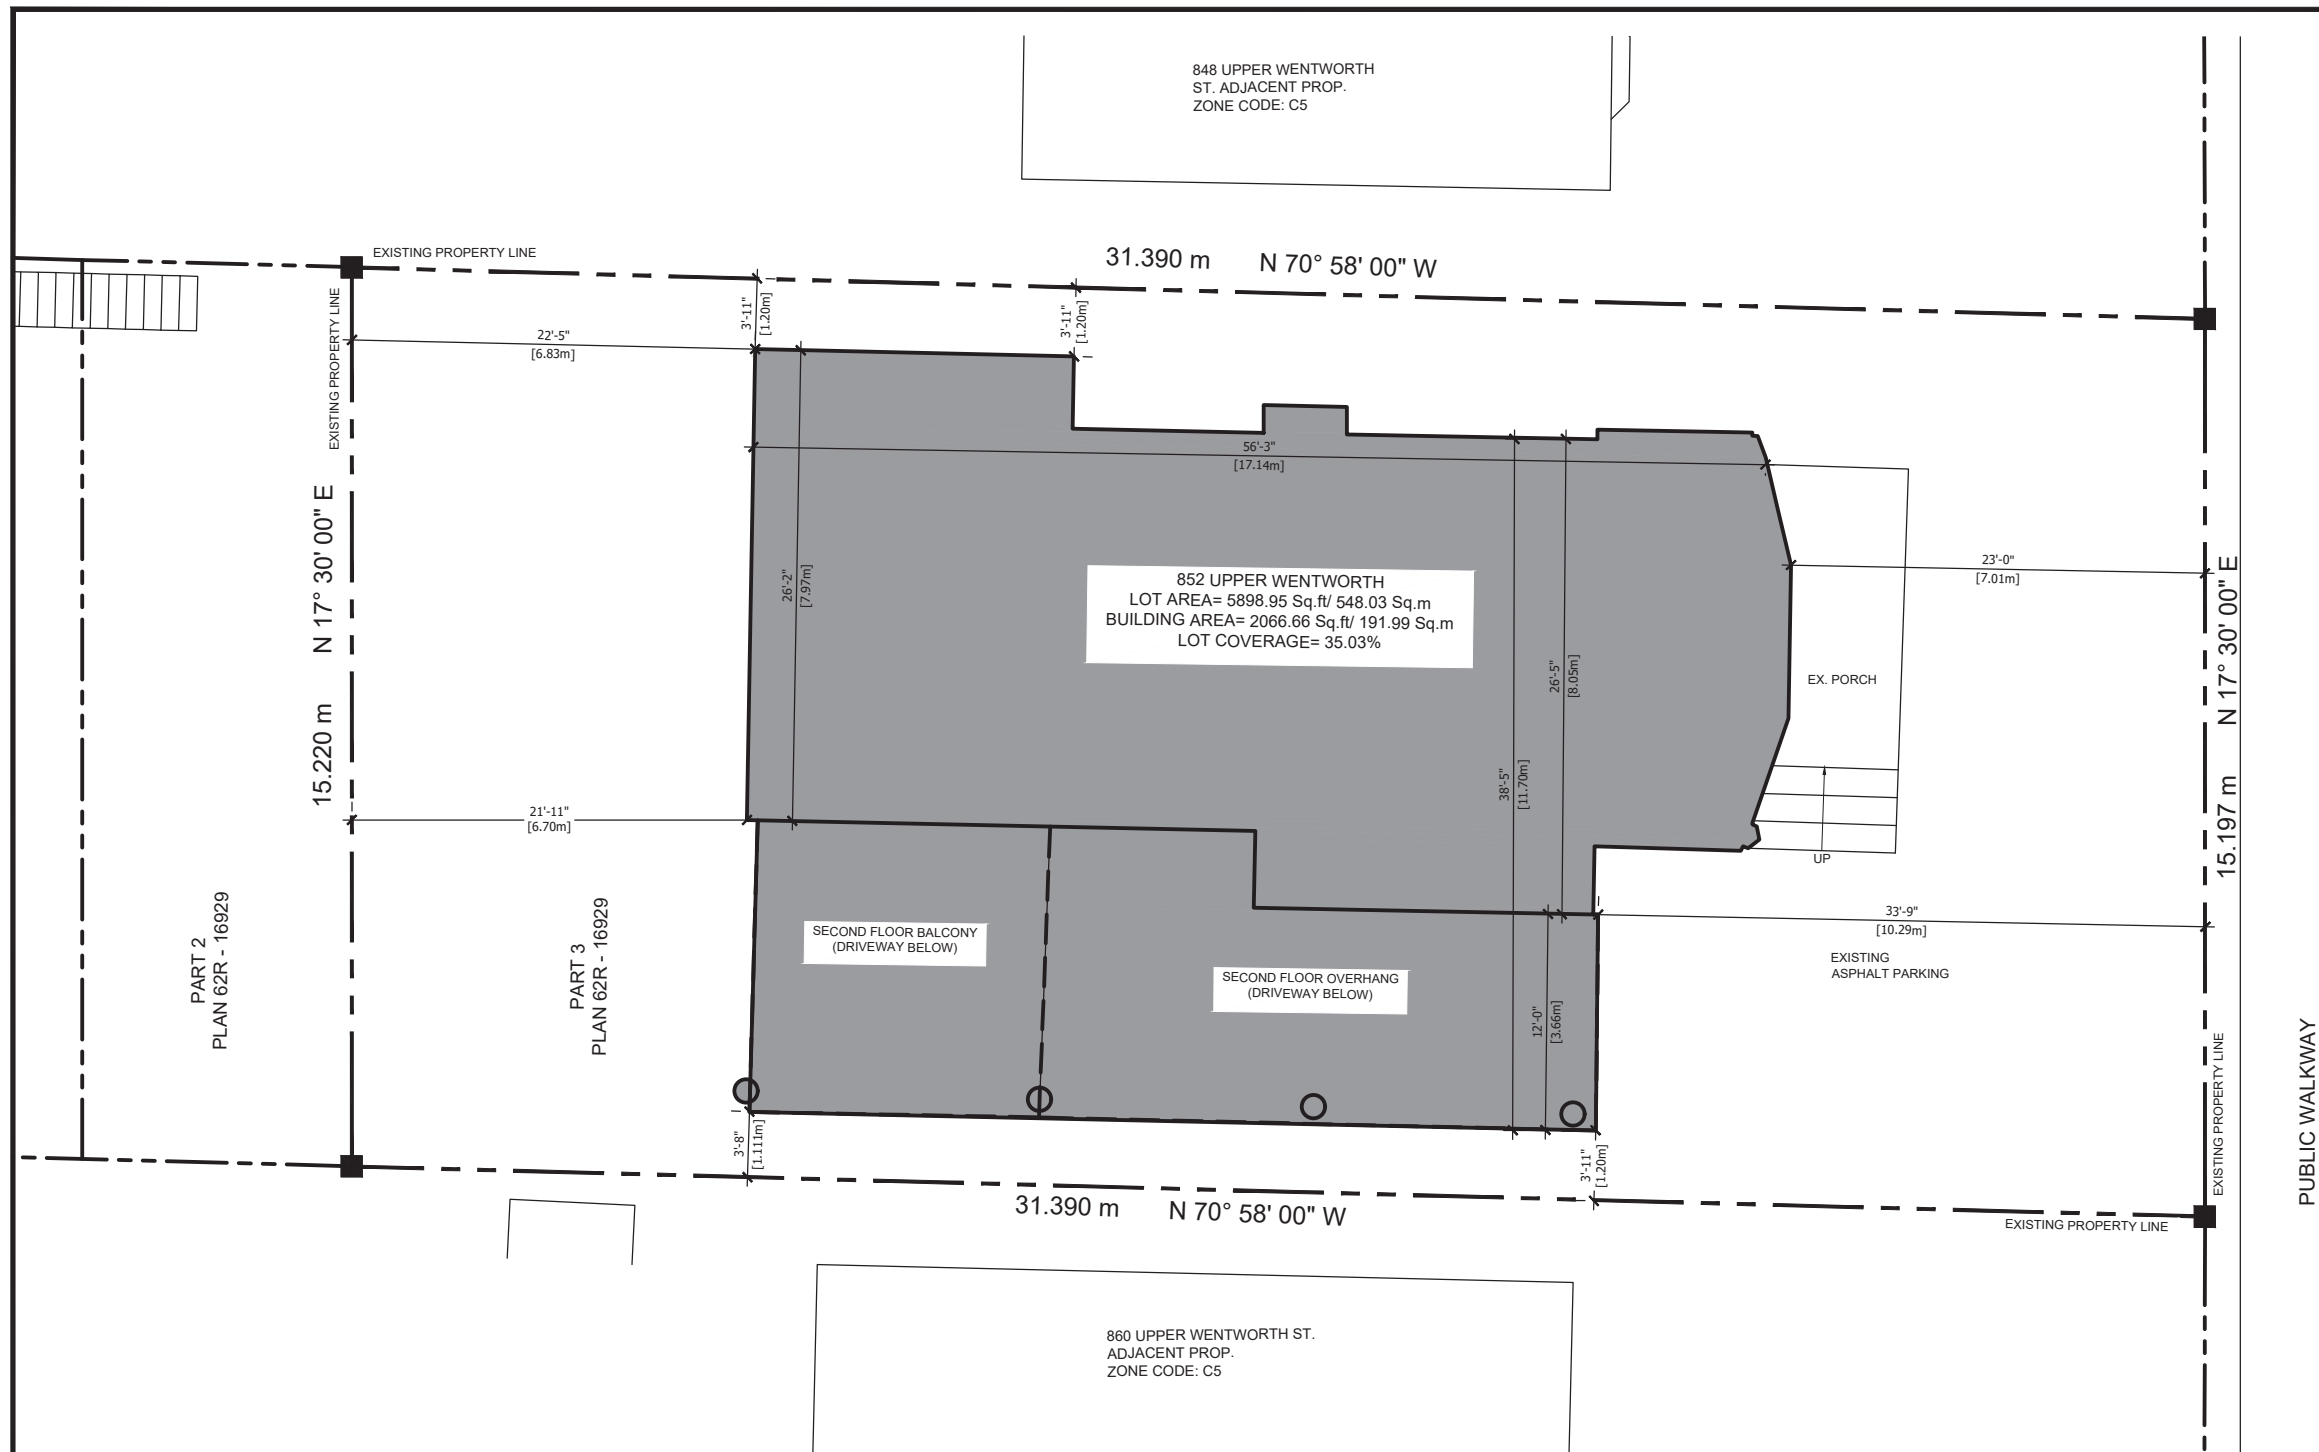 848 UPPER WENTWORTH
ST. ADJACENT PROP.
ZONE CODE: C5
EXISTING PROPERTY LINE
31.390 m N 70° 58' 00" W
EXISTING PROPERTY LINE
3'-11"
[1.20m]
3'-11"
[1.20m]
22'-5"
[6.83m]
56'-3"
[17.14m]
15.220 m N 17° 30' 00" E
26'-2"
[7.97m]
852 UPPER WENTWORTH
LOT AREA= 5898.95 Sq.ft/ 548.03 Sq.m
BUILDING AREA= 2066.66 Sq.ft/ 191.99 Sq.m
LOT COVERAGE= 35.03%
23'-0"
[7.01m]
15.197 m N 17° 30' 00" E
26'-5"
[8.05m]
EX. PORCH
38'-5"
[11.70m]
21'-11"
[6.70m]
UP
PART 2
PLAN 62R - 16929
PART 3
PLAN 62R - 16929
SECOND FLOOR BALCONY
(DRIVEWAY BELOW)
SECOND FLOOR OVERHANG
(DRIVEWAY BELOW)
33'-9"
[10.29m]
EXISTING
ASPHALT PARKING
12'-0"
[3.66m]
3'-8"
[1.111m]
3'-11"
[1.20m]
EXISTING PROPERTY LINE
PUBLIC WALKWAY
31.390 m N 70° 58' 00" W
EXISTING PROPERTY LINE
860 UPPER WENTWORTH ST.
ADJACENT PROP.
ZONE CODE: C5